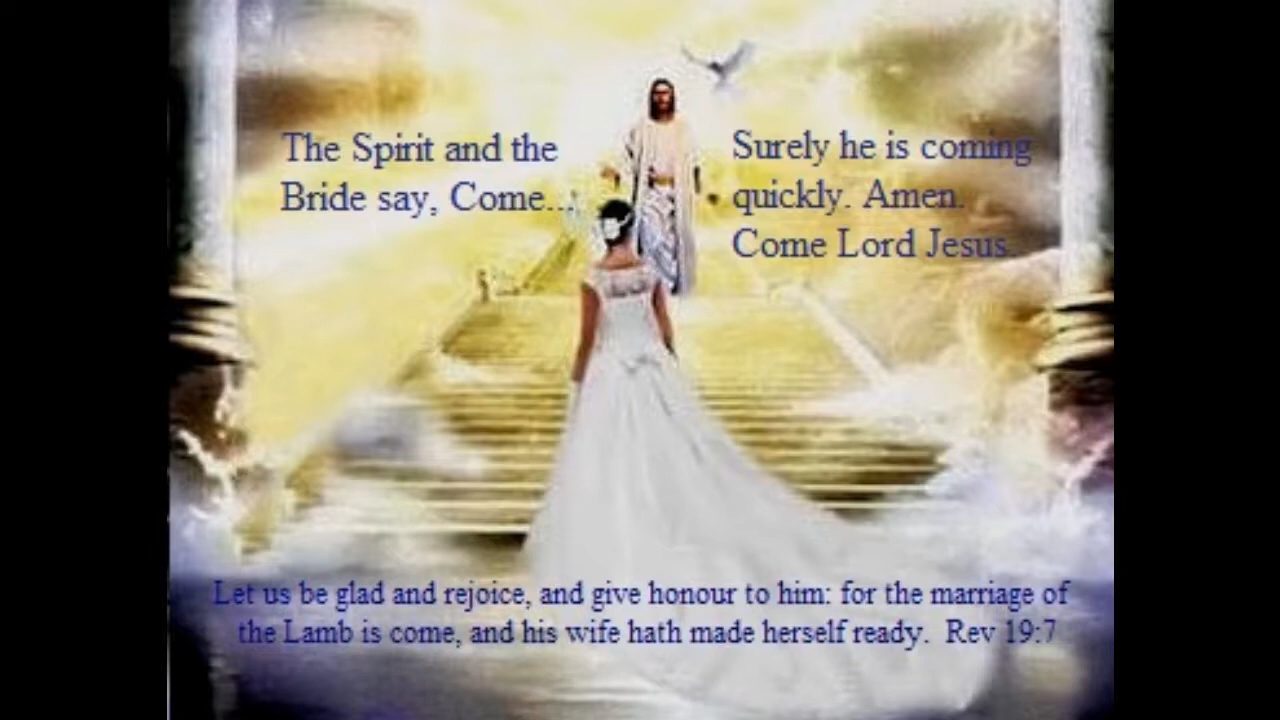 The Spirit and the
Bride say, Come...
Surely he is coming
quickly. Amen.
Come Lord Jesus.
Let us be glad and rejoice, and give honour to him: for the marriage of
the Lamb is come, and his wife hath made herself ready. Rev 19:7